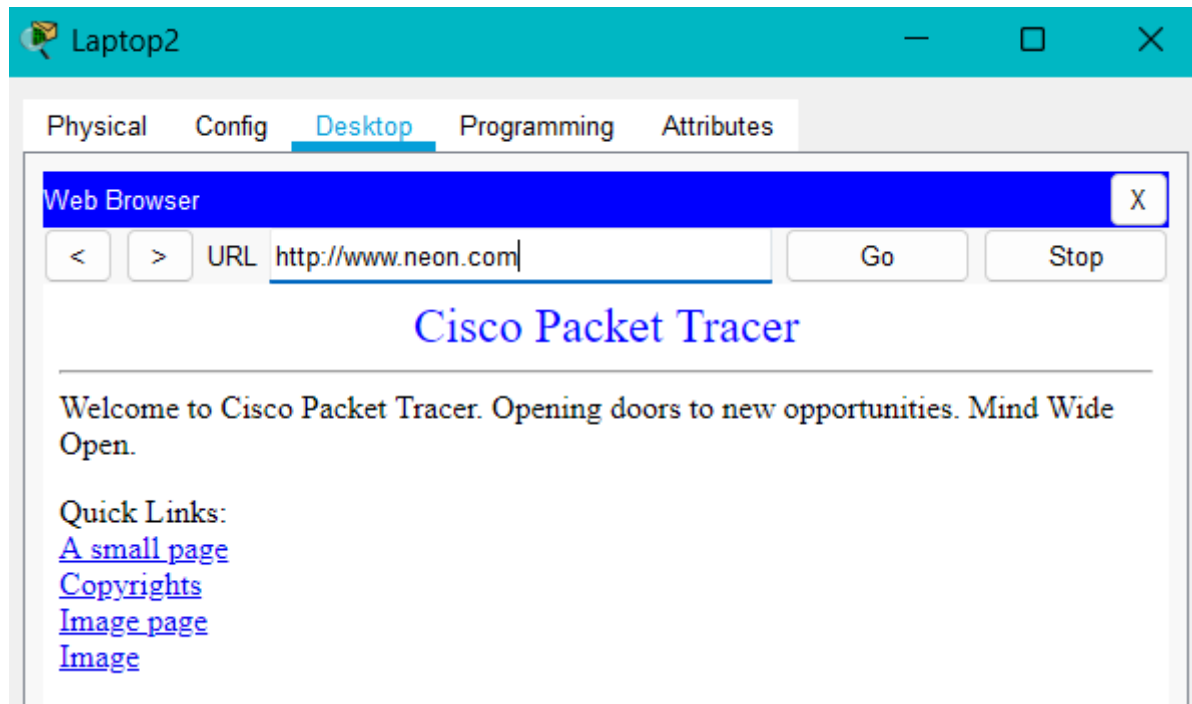 Laptop2
Physical Config Desktop Programming Attributes
Web Browser X
< > URL http://www.neon.com Go Stop
Cisco Packet Tracer
Welcome to Cisco Packet Tracer. Opening doors to new opportunities. Mind Wide
Open.
Quick Links:
A small page
Copyrights
Image page
Image